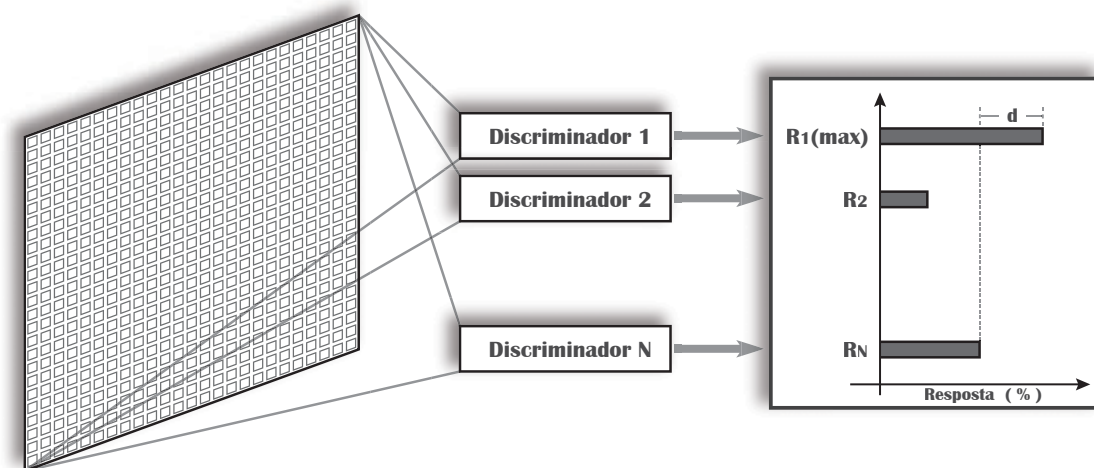 Discriminador 1
Discriminador 2
Discriminador N
d
R1(max)
R2
RN
Resposta ( % )